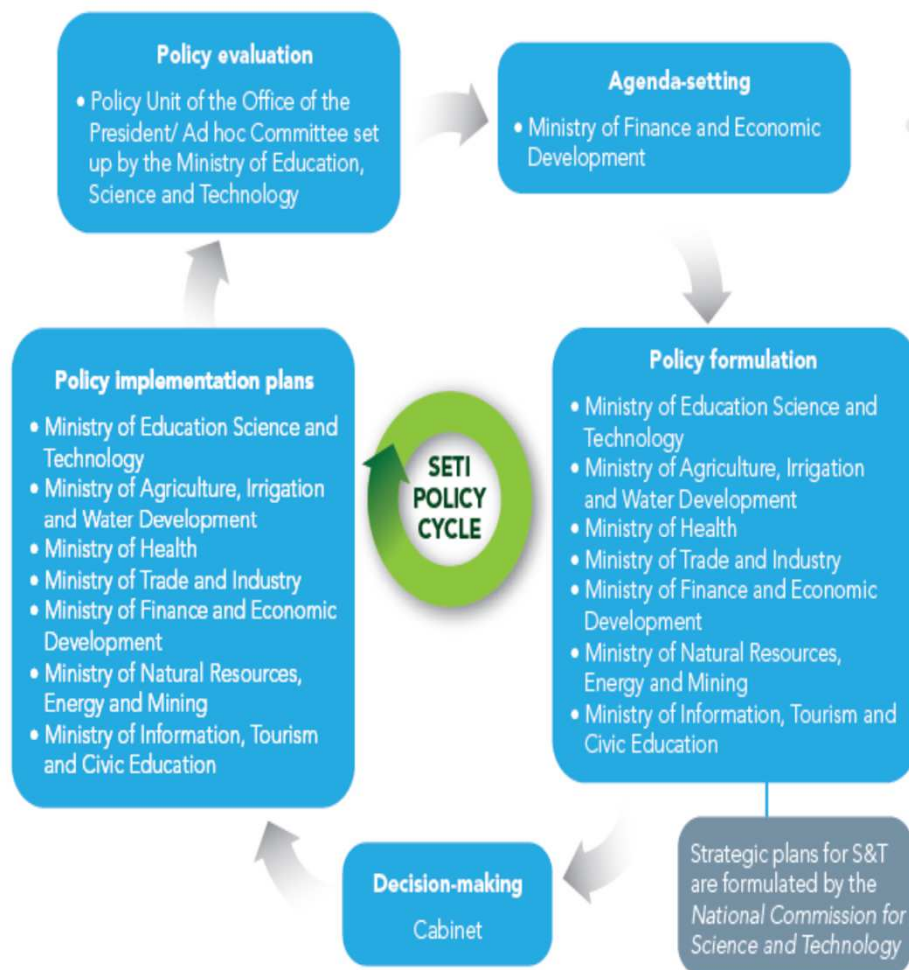 Policy evaluation
• Policy Unit of the Office of the
President/ Ad hoc Committee set
up by the Ministry of Education,
Science and Technology
Agenda-setting
• Ministry of Finance and Economic
Development
Policy formulation
• Ministry of Education Science and
Technology
• Ministry of Agriculture, Irrigation
and Water Development
• Ministry of Health
• Ministry of Trade and Industry
• Ministry of Finance and Economic
Development
• Ministry of Natural Resources,
Energy and Mining
• Ministry of Information, Tourism and
Civic Education
Strategic plans for S&T
are formulated by the
National Commission for
Science and Technology
Decision-making
Cabinet
Policy implementation plans
• Ministry of Education Science and
Technology
• Ministry of Agriculture, Irrigation
and Water Development
• Ministry of Health
• Ministry of Trade and Industry
• Ministry of Finance and Economic
Development
• Ministry of Natural Resources,
Energy and Mining
• Ministry of Information, Tourism
and Civic Education
SETI
POLICY
CYCLE